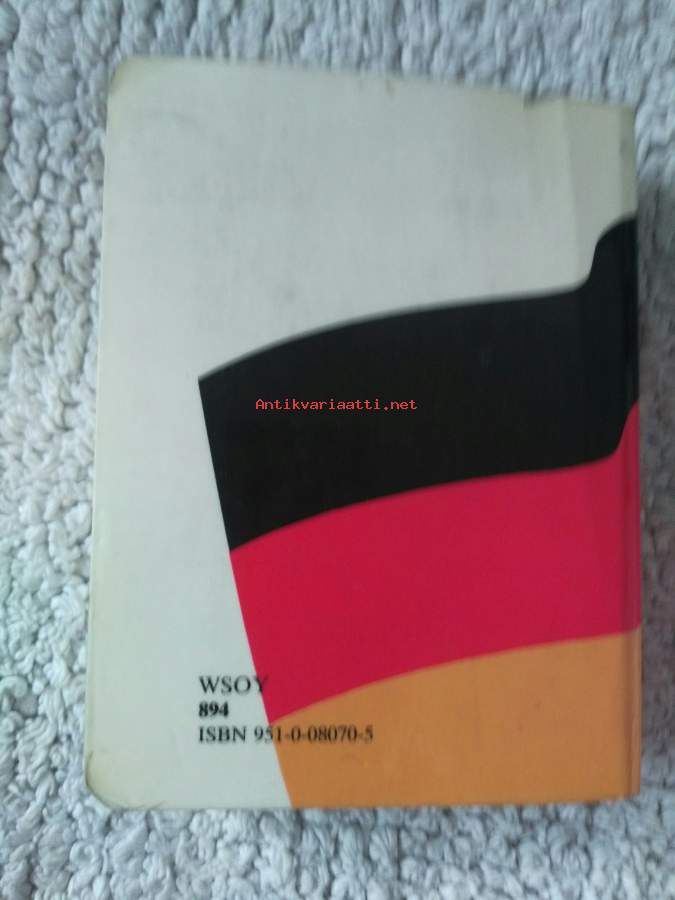 Antikvariaatti.net
WSOY
894
ISBN 951-0-08070-5